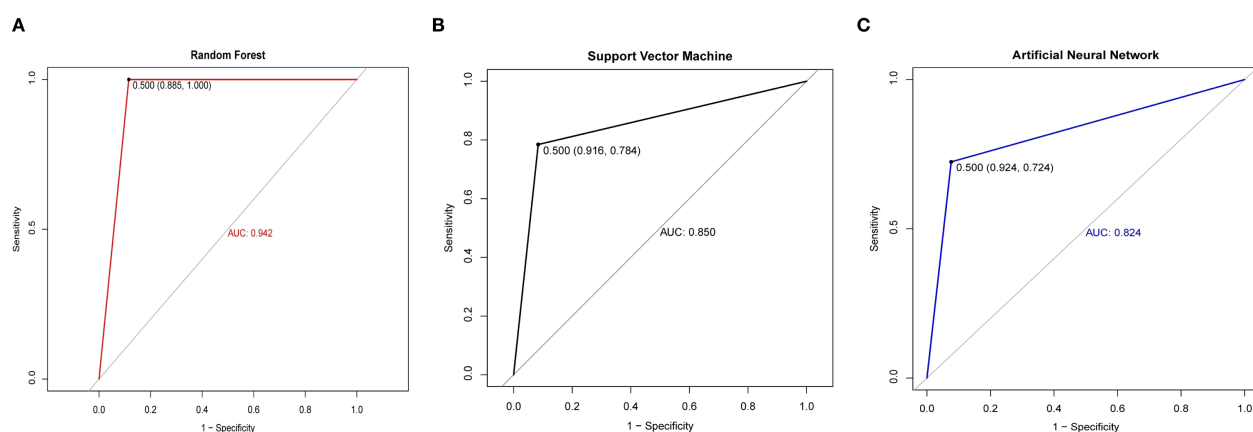 A
Random Forest
1.0
0.500 (0.885, 1.000)
Sensitivity
0.5
AUC: 0.942
0.0
0.0 0.2 0.4 0.6 0.8 1.0
1 − Specificity
B
Support Vector Machine
1.0
0.8
0.500 (0.916, 0.784)
0.6
Sensitivity
AUC: 0.850
0.4
0.2
0.0
0.0 0.2 0.4 0.6 0.8 1.0
1 − Specificity
C
Artificial Neural Network
1.0
0.500 (0.924, 0.724)
Sensitivity
0.5
AUC: 0.824
0.0
0.0 0.2 0.4 0.6 0.8 1.0
1 − Specificity